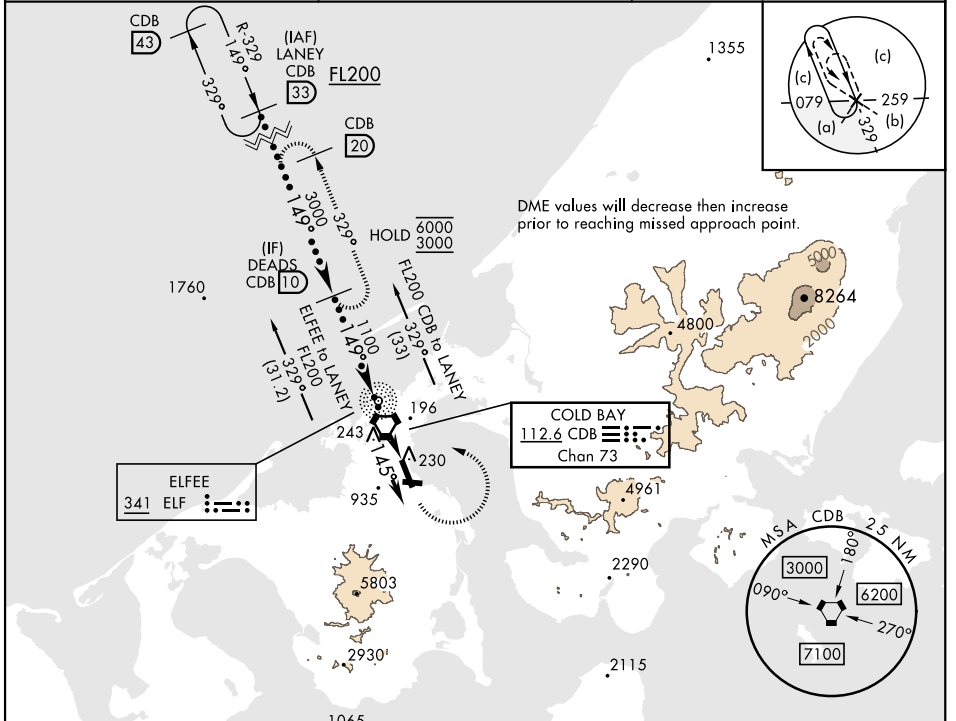 CDB
43
R-329
149°
329°
(IAF)
LANEY
CDB
33
FL200
CDB
20
1355
(c)
(c)
079
259
(a)
(b)
329
DME values will decrease then increase
prior to reaching missed approach point.
3000
149°
329°
HOLD
6000
3000
(IF)
DEADS
CDB 10
1760
ELFEE to LANEY
FL200
329°
(31.2)
1100
149°
FL200 CDB to LANEY
329°
(33)
5000
8264
2000
4800
196
243
145°
230
COLD BAY
112.6 CDB
Chan 73
ELFEE
341 ELF
935
4961
2290
5803
2930
2115
1065
MSA CDB 25 NM
180°
3000
090°
6200
270°
7100